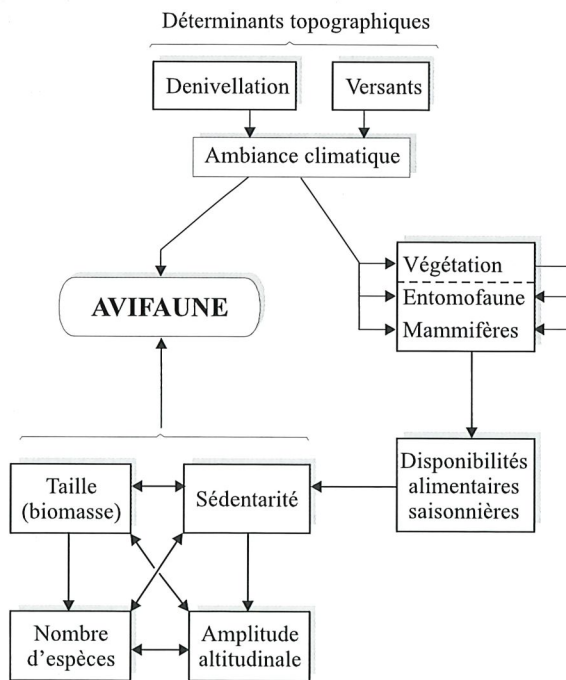 Déterminants topographiques
Denivellation
Versants
Ambiance climatique
Végétation
AVIFAUNE
Entomofaune
Mammifères
Taille
(biomasse)
Sédentarité
Disponibilités
alimentaires
saisonnières
Nombre
d'espèces
Amplitude
altitudinale